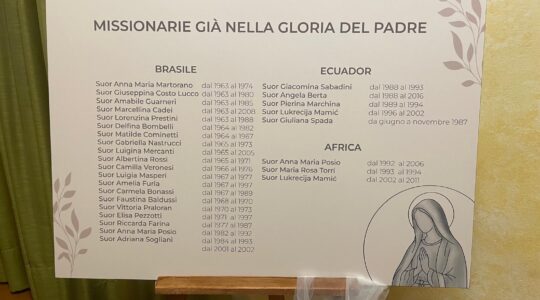 MISSIONARIE GIÀ NELLA GLORIA DEL PADRE
BRASILE
Suor Anna Maria Martorano dal 1963 al 1974
Suor Giuseppina Costo Lucco dal 1963 al 1980
Suor Amabile Guarneri dal 1963 al 1985
Suor Marcellina Cadei dal 1963 al 2008
Suor Lorenzina Prestini dal 1963 al 1988
Suor Delfina Bombelli dal 1964 al 1982
Suor Matilde Cominetti dal 1964 al 1967
Suor Gabriella Nastrucci dal 1965 al 1973
Suor Luigina Mercanti dal 1965 al 2005
Suor Albertina Rossi dal 1965 al 1971
Suor Camilla Veronesi dal 1966 al 1976
Suor Luigia Masperi dal 1967 al 1971
Suor Amelia Furia dal 1966 al 1997
Suor Carmela Bonassi dal 1967 al 1989
Suor Faustina Baldussi dal 1968 al 1970
Suor Vittoria Praloran dal 1970 al 1973
Suor Elisa Pezzotti dal 1971 al 1997
Suor Riccarda Farina dal 1977 al 1987
Suor Anna Maria Posio dal 1982 al 1992
Suor Adriana Sogliani dal 1984 al 1993
dal 2001 al 2002
ECUADOR
Suor Giacomina Sabadini dal 1988 al 1993
Suor Angela Berta dal 1988 al 2016
Suor Pierina Marchina dal 1989 al 1994
Suor Lukrecija Mamić dal 1996 al 2002
Suor Giuliana Spada da giugno a novembre 1987
AFRICA
Suor Anna Maria Posio dal 1992 al 2006
Suor Maria Rosa Torri dal 1993 al 1994
Suor Lukrecija Mamić dal 2002 al 2011